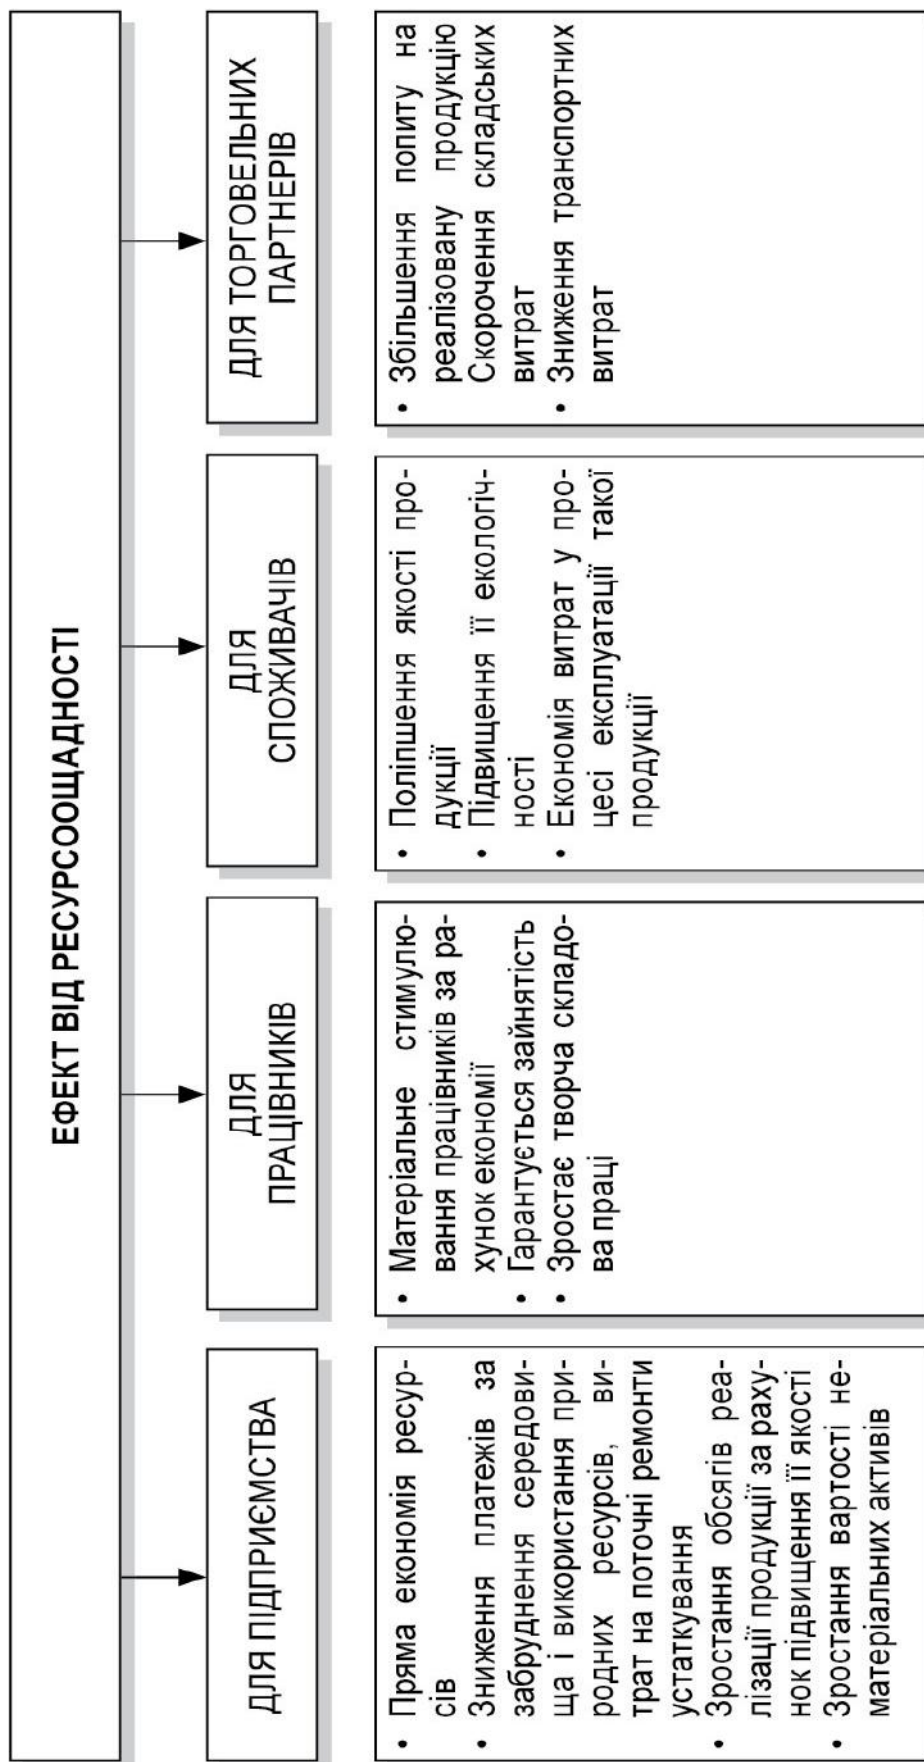 ЕФЕКТ ВІД РЕСУРСООЩАДНОСТІ
ДЛЯ ПІДПРИЄМСТВА
• Пряма економія ресур-
сів
• Зниження платежів за
забруднення середови-
ща і використання при-
родних ресурсів, ви-
трат на поточні ремонти
устаткування
• Зростання обсягів реа-
лізації продукції за раху-
нок підвищення її якості
• Зростання вартості не-
матеріальних активів
ДЛЯ
ПРАЦІВНИКІВ
• Матеріальне стимулю-
вання працівників за ра-
хунок економії
• Гарантується зайнятість
• Зростає творча складо-
ва праці
ДЛЯ
СПОЖИВАЧІВ
• Поліпшення якості про-
дукції
• Підвищення її екологіч-
ності
• Економія витрат у про-
цесі експлуатації такої
продукції
ДЛЯ ТОРГОВЕЛЬНИХ
ПАРТНЕРІВ
• Збільшення попиту на
реалізовану продукцію
Скорочення складських
витрат
• Зниження транспортних
витрат